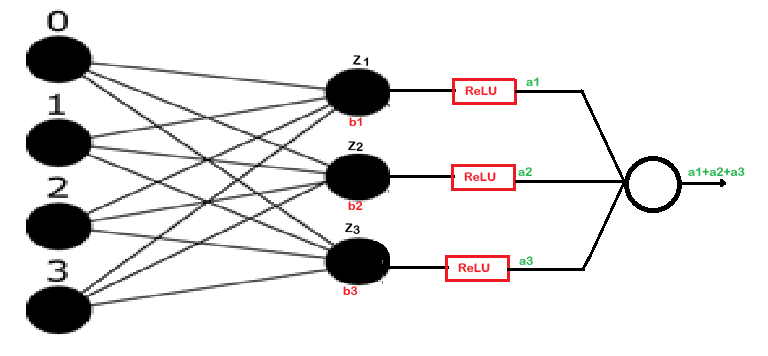 0
1
2
3
Z1
b1
Z2
b2
Z3
b3
ReLU
a1
ReLU
a2
ReLU
a3
a1+a2+a3